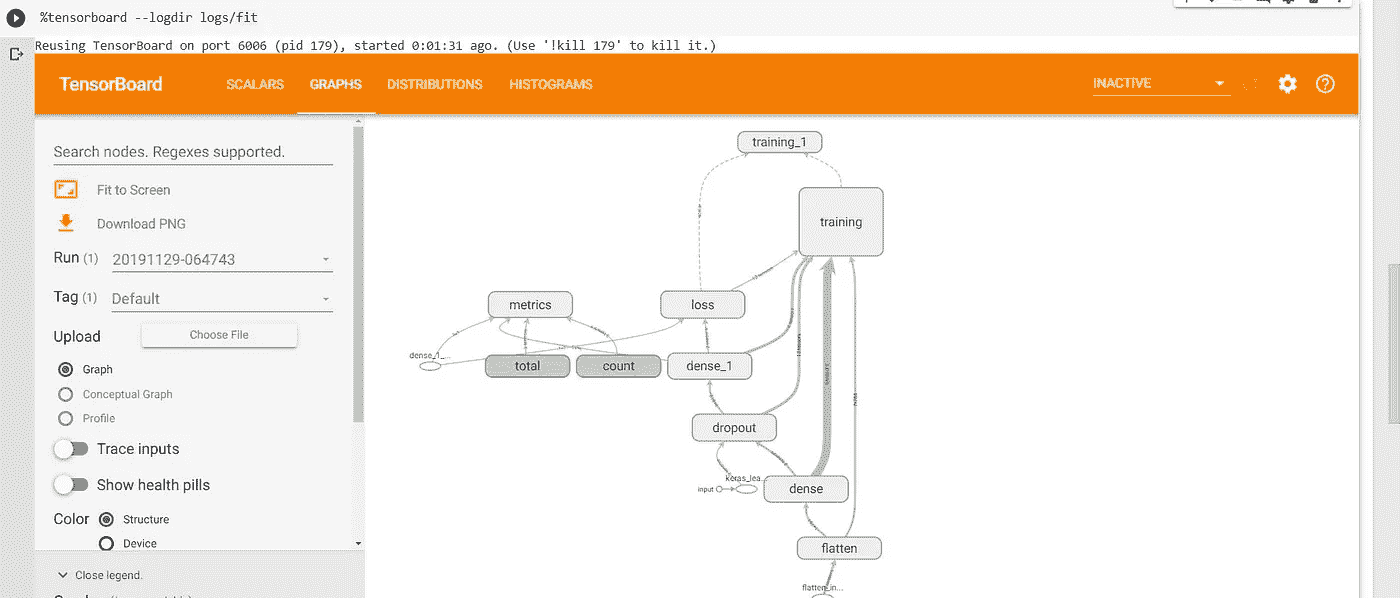 %tensorboard --logdir logs/fit
Reusing TensorBoard on port 6006 (pid 179), started 0:01:31 ago. (Use '!kill 179' to kill it.)
TensorBoard SCALARS GRAPHS DISTRIBUTIONS HISTOGRAMS INACTIVE
Search nodes. Regexes supported.
Fit to Screen
Download PNG
Run (1) 20191129-064743
Tag (1) Default
Upload Choose File
Graph
Conceptual Graph
Profile
Trace inputs
Show health pills
Color Structure
Device
Close legend.
training_1
training
metrics
loss
dense_1_...
total
count
dense_1
dropout
keras_lea...
input
dense
flatten
flatten_in...